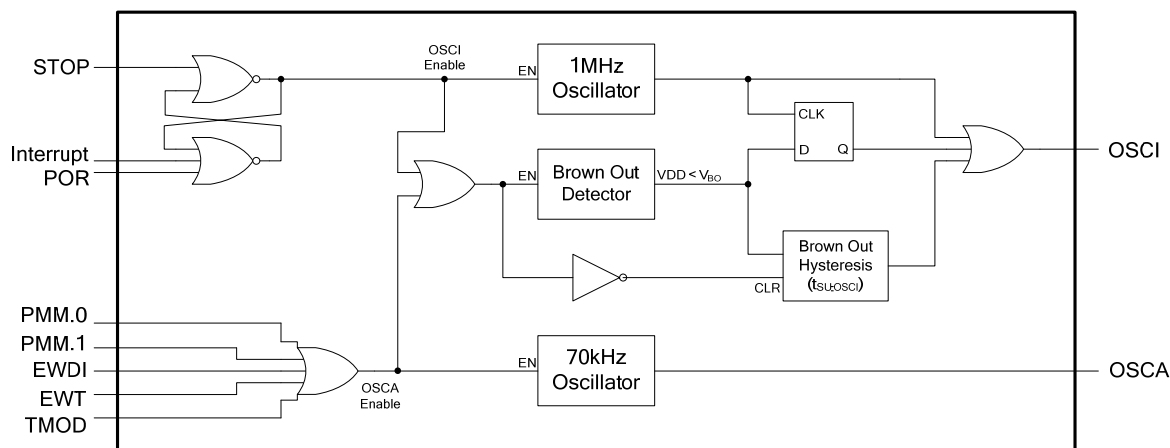 STOP
OSCI
Enable
EN
1MHz
Oscillator
CLK
D
Q
OSCI
Interrupt
POR
EN
Brown Out
Detector
VDD < VBO
Brown Out
Hysteresis
(tSU:OSCI)
CLR
PMM.0
PMM.1
EWDI
EWT
TMOD
OSCA
Enable
EN
70kHz
Oscillator
OSCA